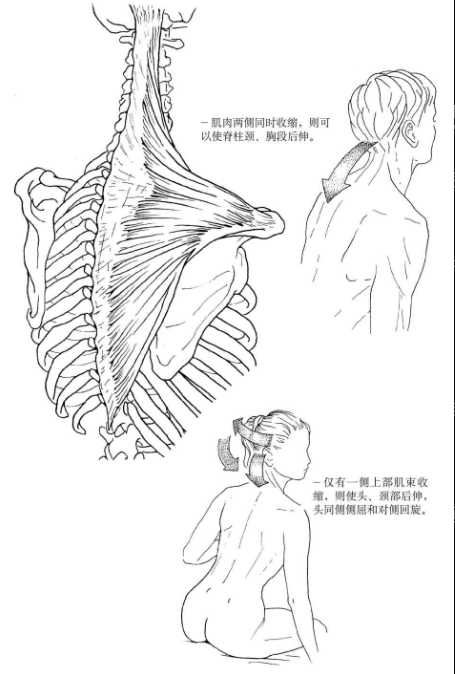 – 肌肉两侧同时收缩，则可
以使脊柱颈、胸段后伸。
– 仅有一侧上部肌束收
缩，则使头、颈部后伸，
头同侧侧屈和对侧回旋。